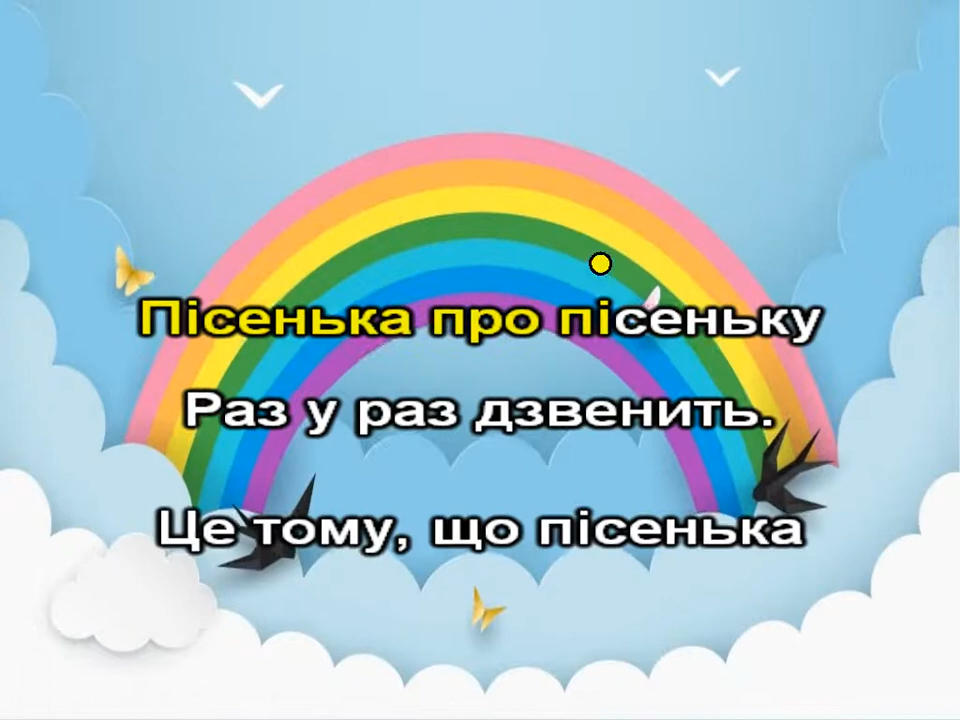 Пісенька про пісеньку
Раз у раз дзвенить.
Це тому, що пісенька